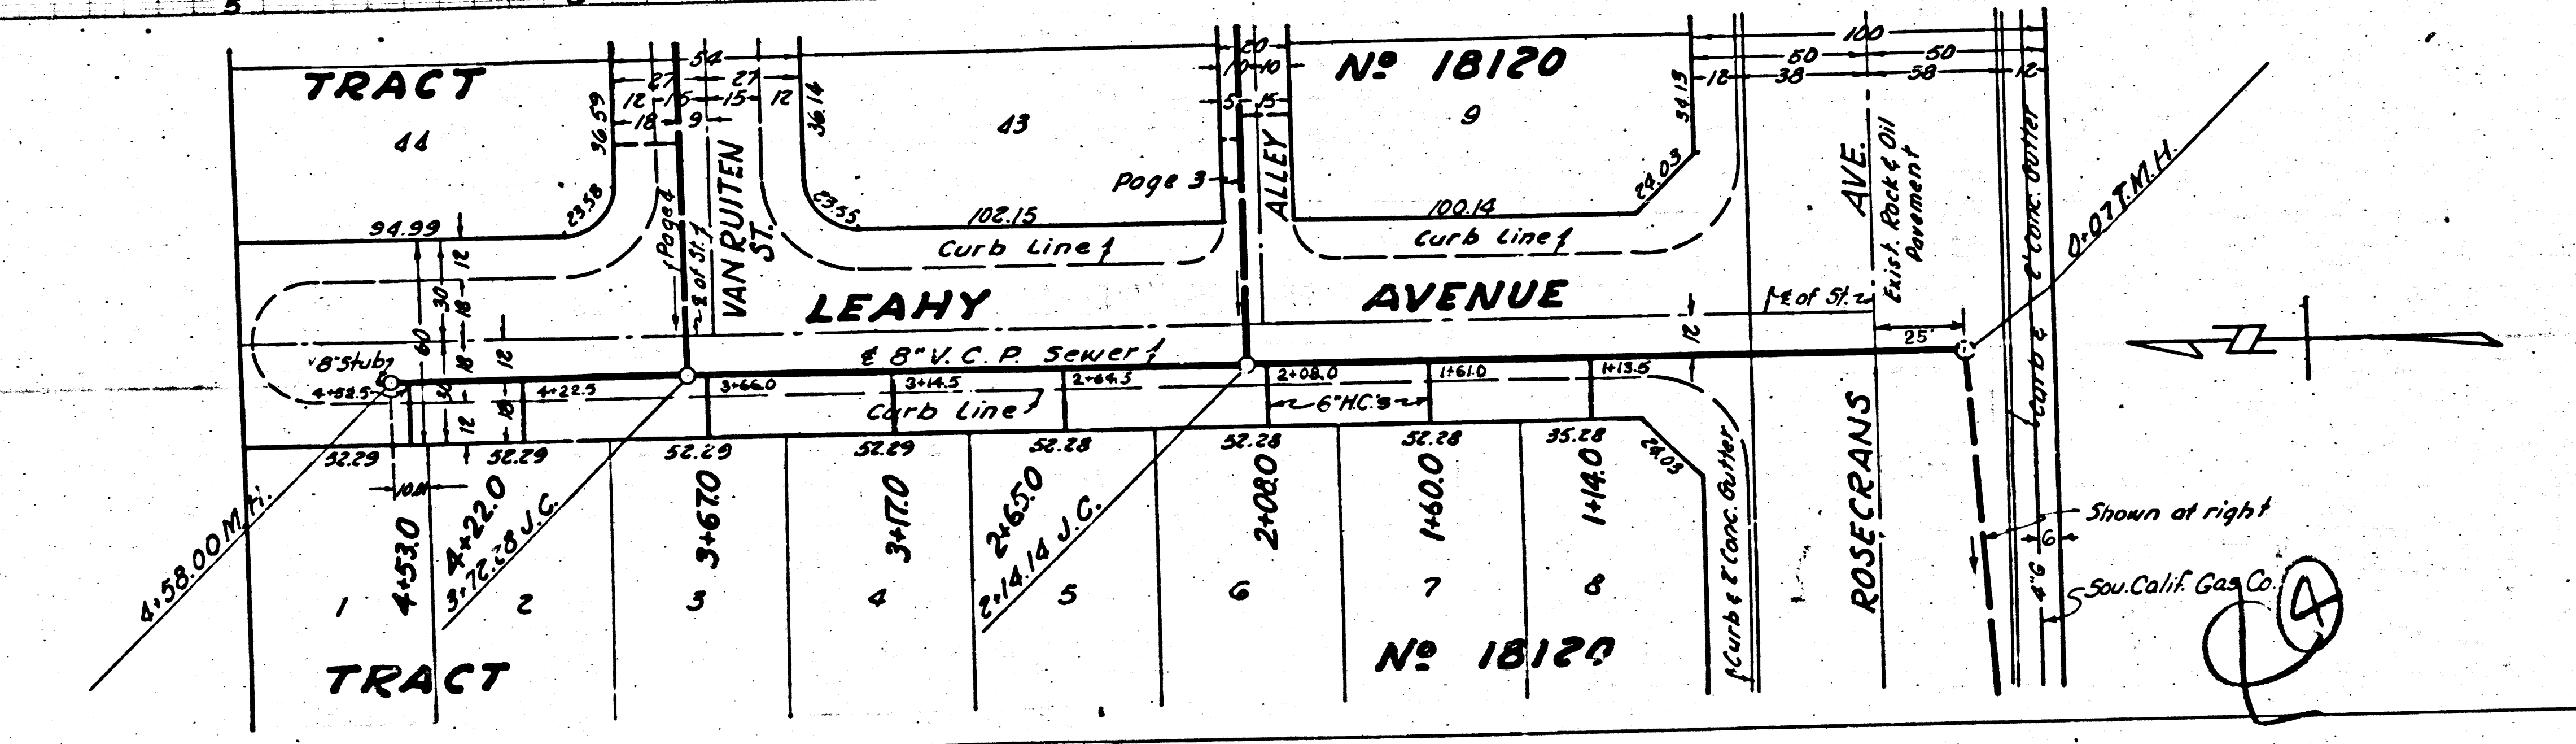 5
TRACT
44
36.59
54
27 27
12 15 15 12
18 9
36.14
43
20
10 10
5 15
Nº 18120
9
34.13
100
50 50
12 38 58 12
94.99
23.58
Page 4
℄ of St.
VAN RUITEN
ST.
23.55
102.15
Curb Line
Page 3
ALLEY
100.14
Curb Line
24.03
AVE.
Exist. Rock & Oil
Pavement
Curb & 2' Conc. Gutter
0+07 T.M.H.
12
30
18
60
18
30
12
12
18
LEAHY AVENUE
℄ of St.
12
25'
8" Stub
℄ 8" V.C.P. Sewer
4+52.5
4+22.5
3+66.0
3+14.5
2+64.5
2+08.0
1+61.0
1+13.5
Curb Line
6" H.C.'s
52.29
52.29
52.29
52.29
52.28
52.28
52.28
35.28
24.03
10.01
4+58.00 M.H.
4+53.0
4+22.0
3+72.28 J.C.
3+67.0
3+17.0
2+65.0
2+14.14 J.C.
2+08.0
1+60.0
1+14.0
1
2
3
4
5
6
7
8
Curb & 2' Conc. Gutter
ROSECRANS
Shown at right
6
4"G
Sou. Calif. Gas Co.
4
TRACT
Nº 18120